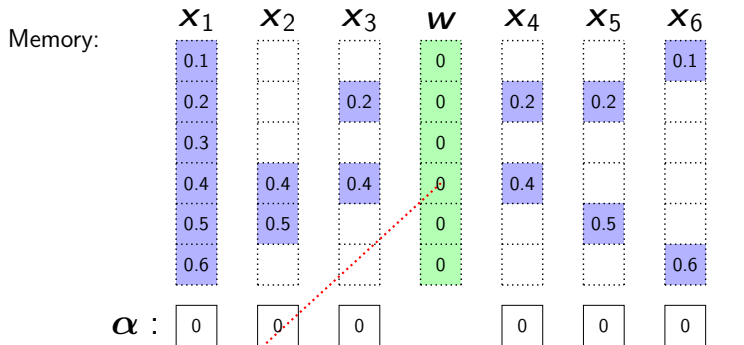 x1 x2 x3 w x4 x5 x6
Memory:
0.1 0 0.1
0.2 0.2 0 0.2 0.2
0.3 0
0.4 0.4 0.4 0 0.4
0.5 0.5 0 0.5
0.6 0 0.6
α : 0 0 0 0 0 0